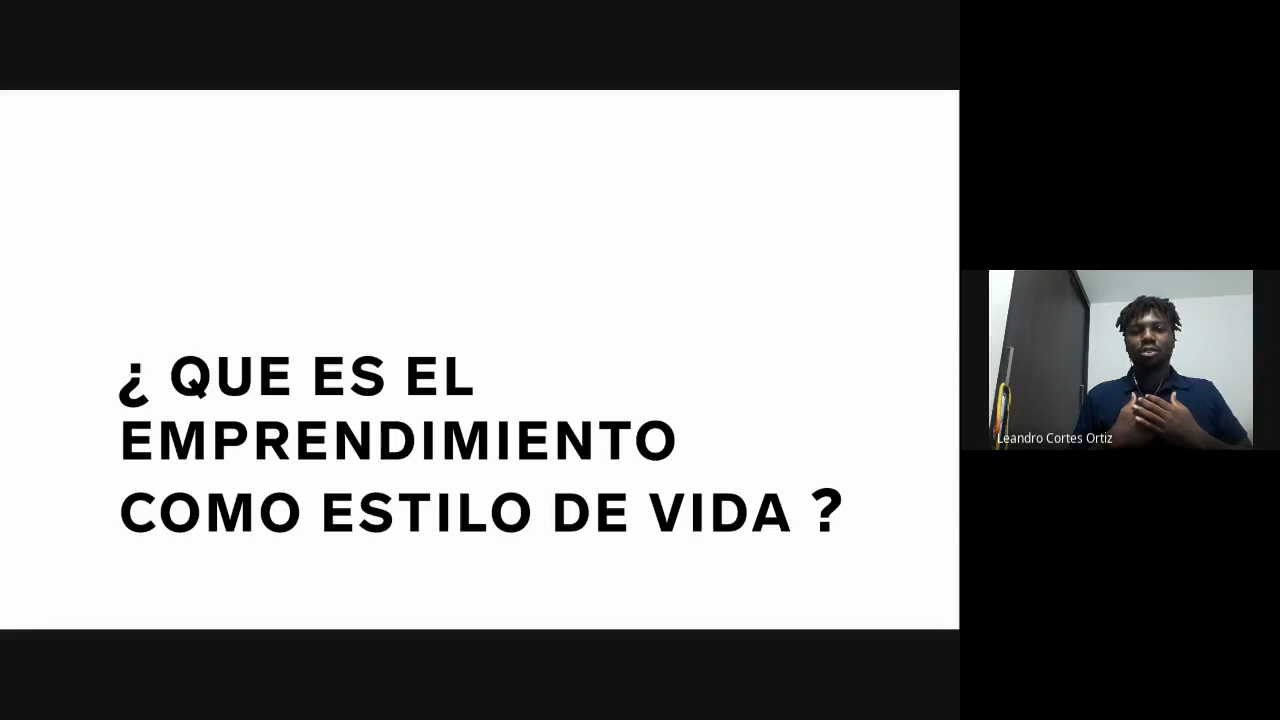 ¿ QUE ES EL
EMPRENDIMIENTO
COMO ESTILO DE VIDA ?
Leandro Cortes Ortiz